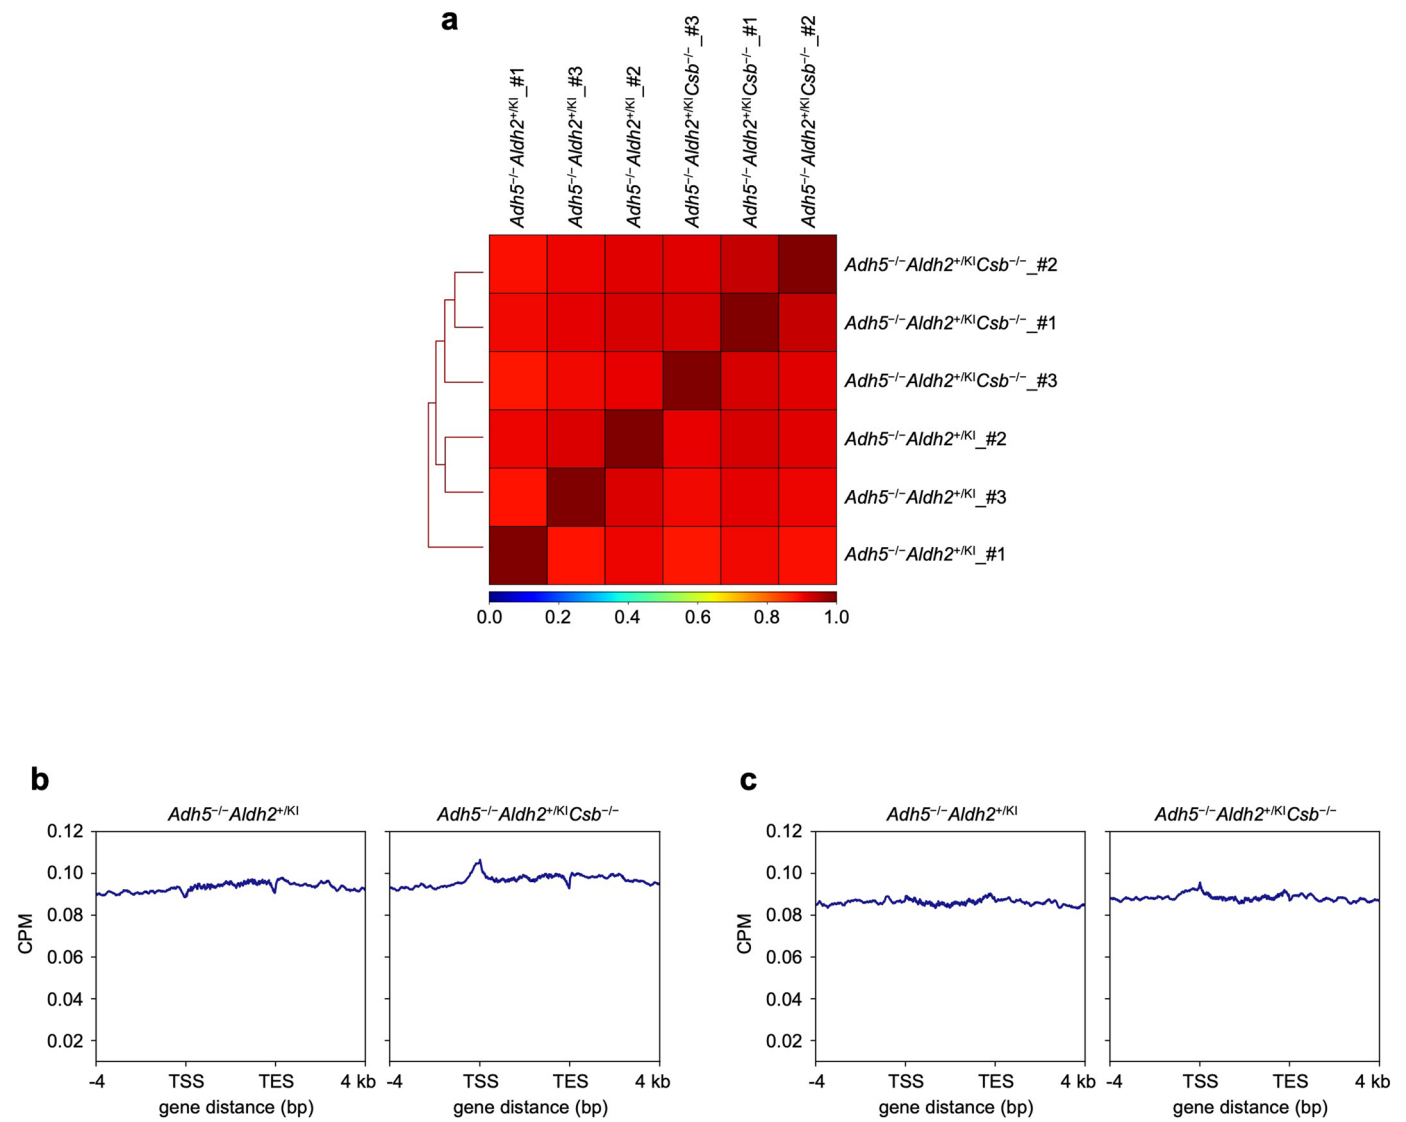 a
Adh5⁻/⁻Aldh2⁺/ᴷᴵ_#1
Adh5⁻/⁻Aldh2⁺/ᴷᴵ_#3
Adh5⁻/⁻Aldh2⁺/ᴷᴵ_#2
Adh5⁻/⁻Aldh2⁺/ᴷᴵCsb⁻/⁻_#3
Adh5⁻/⁻Aldh2⁺/ᴷᴵCsb⁻/⁻_#1
Adh5⁻/⁻Aldh2⁺/ᴷᴵCsb⁻/⁻_#2
Adh5⁻/⁻Aldh2⁺/ᴷᴵCsb⁻/⁻_#2
Adh5⁻/⁻Aldh2⁺/ᴷᴵCsb⁻/⁻_#1
Adh5⁻/⁻Aldh2⁺/ᴷᴵCsb⁻/⁻_#3
Adh5⁻/⁻Aldh2⁺/ᴷᴵ_#2
Adh5⁻/⁻Aldh2⁺/ᴷᴵ_#3
Adh5⁻/⁻Aldh2⁺/ᴷᴵ_#1
0.0 0.2 0.4 0.6 0.8 1.0
b
Adh5⁻/⁻Aldh2⁺/ᴷᴵ
Adh5⁻/⁻Aldh2⁺/ᴷᴵCsb⁻/⁻
0.12
0.10
0.08
0.06
0.04
0.02
CPM
-4 TSS TES 4 kb
gene distance (bp)
-4 TSS TES 4 kb
gene distance (bp)
c
Adh5⁻/⁻Aldh2⁺/ᴷᴵ
Adh5⁻/⁻Aldh2⁺/ᴷᴵCsb⁻/⁻
0.12
0.10
0.08
0.06
0.04
0.02
CPM
-4 TSS TES 4 kb
gene distance (bp)
-4 TSS TES 4 kb
gene distance (bp)